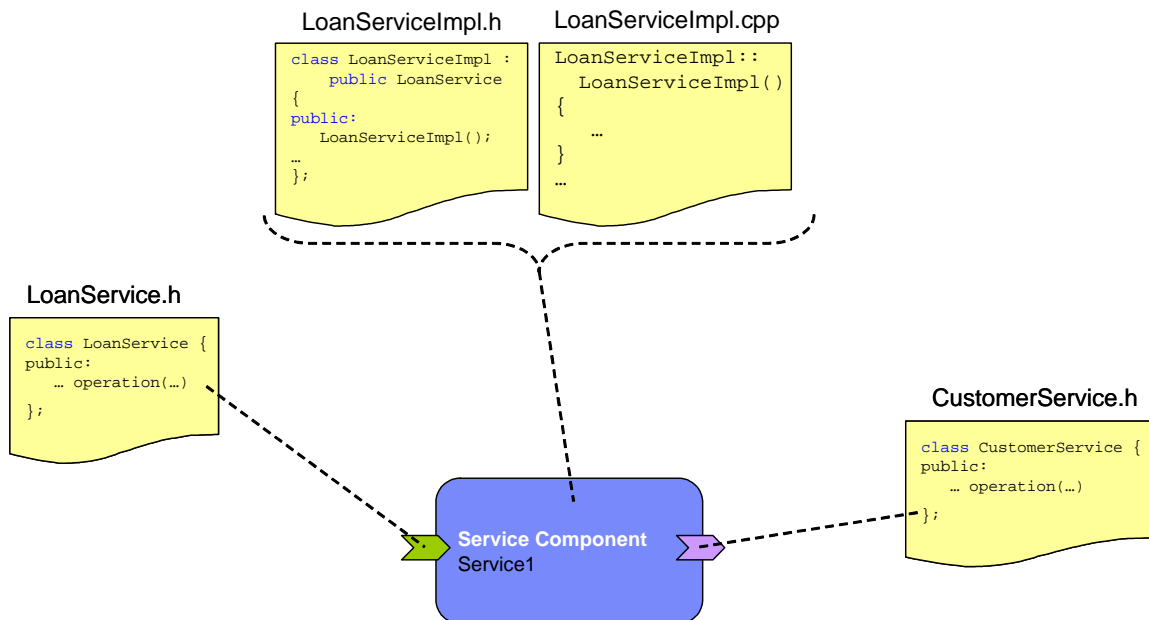 LoanServiceImpl.h
class LoanServiceImpl :
public LoanService
{
public:
LoanServiceImpl();
…
};
LoanServiceImpl.cpp
LoanServiceImpl::
LoanServiceImpl()
{
…
}
…
LoanService.h
class LoanService {
public:
… operation(…)
};
CustomerService.h
class CustomerService {
public:
… operation(…)
};
Service Component
Service1